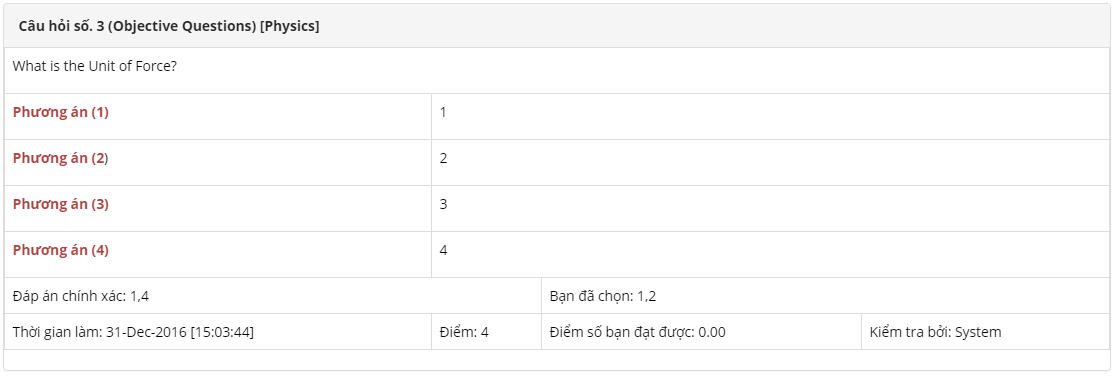 Câu hỏi số. 3 (Objective Questions) [Physics]
What is the Unit of Force?
Phương án (1) 1
Phương án (2) 2
Phương án (3) 3
Phương án (4) 4
Đáp án chính xác: 1,4 Bạn đã chọn: 1,2
Thời gian làm: 31-Dec-2016 [15:03:44] Điểm: 4 Điểm số bạn đạt được: 0.00 Kiểm tra bởi: System